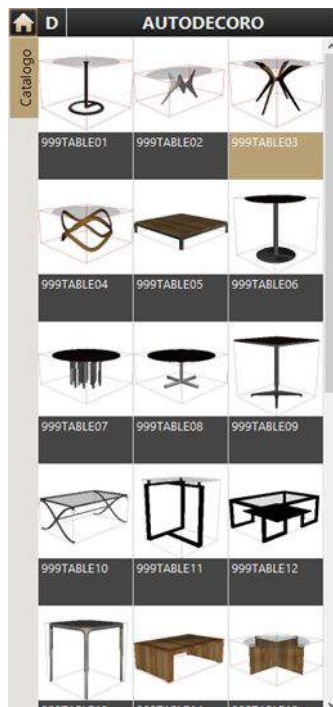 D AUTODECORO
Catalogo
999TABLE01 999TABLE02 999TABLE03
999TABLE04 999TABLE05 999TABLE06
999TABLE07 999TABLE08 999TABLE09
999TABLE10 999TABLE11 999TABLE12